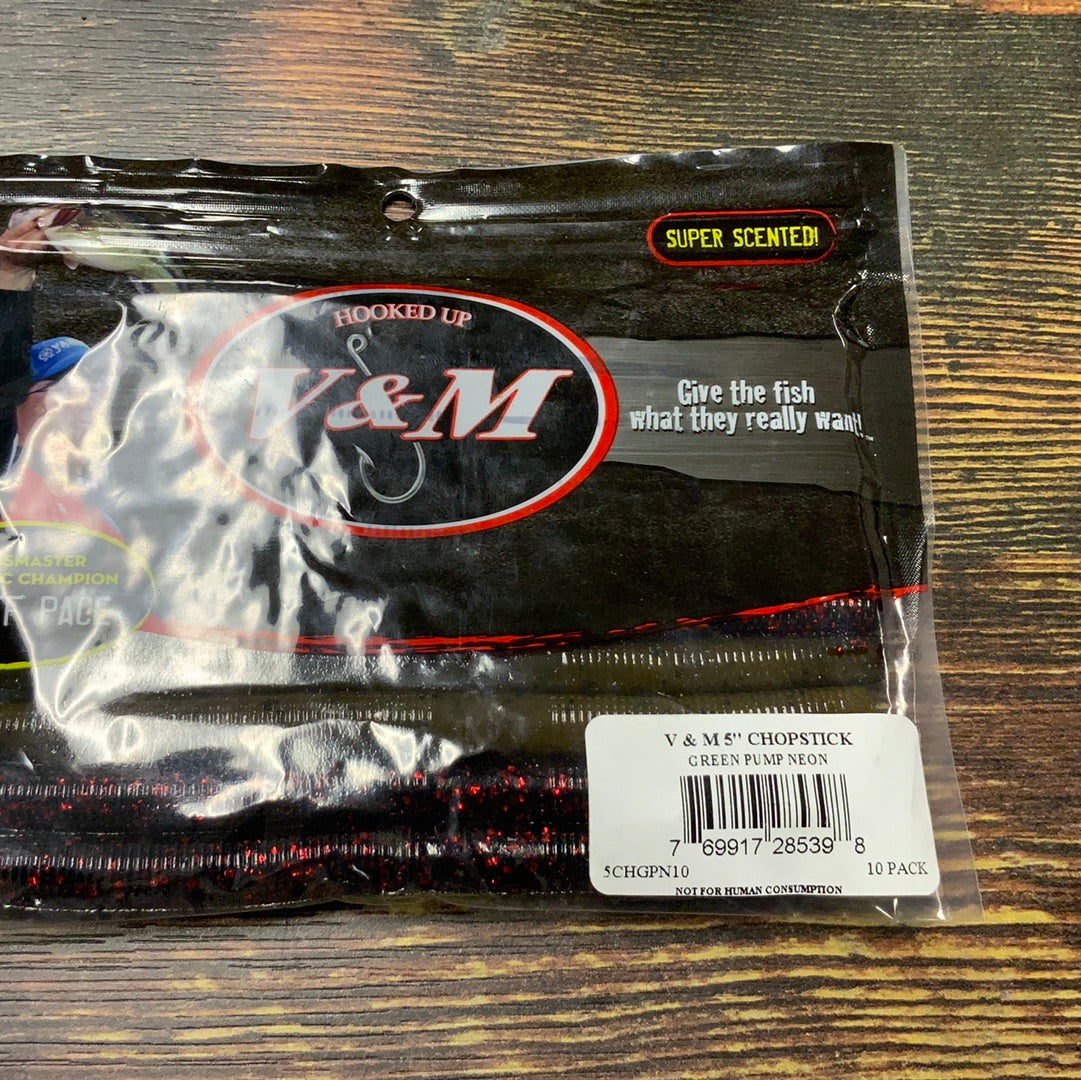 SUPER SCENTED!
HOOKED UP
V&M
Give the fish
what they really want!
SMASTER
C CHAMPION
F PACE
V & M 5" CHOPSTICK
GREEN PUMP NEON
7 69917 28539 8
5CHGPN10
10 PACK
NOT FOR HUMAN CONSUMPTION